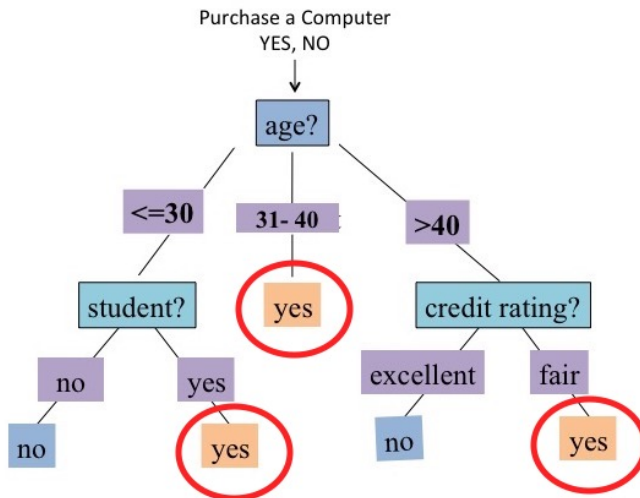 Purchase a Computer
YES, NO
age?
<=30
31- 40
>40
student?
yes
credit rating?
no
yes
excellent
fair
no
yes
no
yes